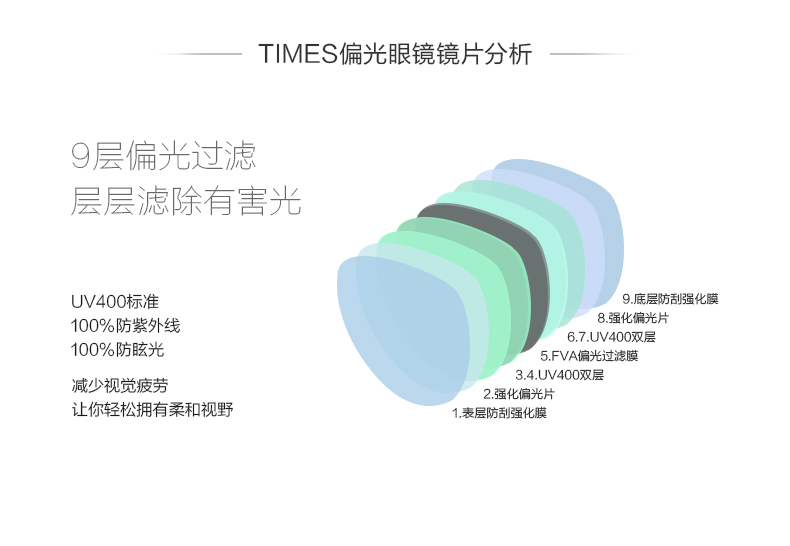 TIMES偏光眼镜镜片分析
9层偏光过滤
层层滤除有害光
UV400标准
100%防紫外线
100%防眩光
减少视觉疲劳
让你轻松拥有柔和视野
9.底层防刮强化膜
8.强化偏光片
6.7.UV400双层
5.FVA偏光过滤膜
3.4.UV400双层
2.强化偏光片
1.表层防刮强化膜